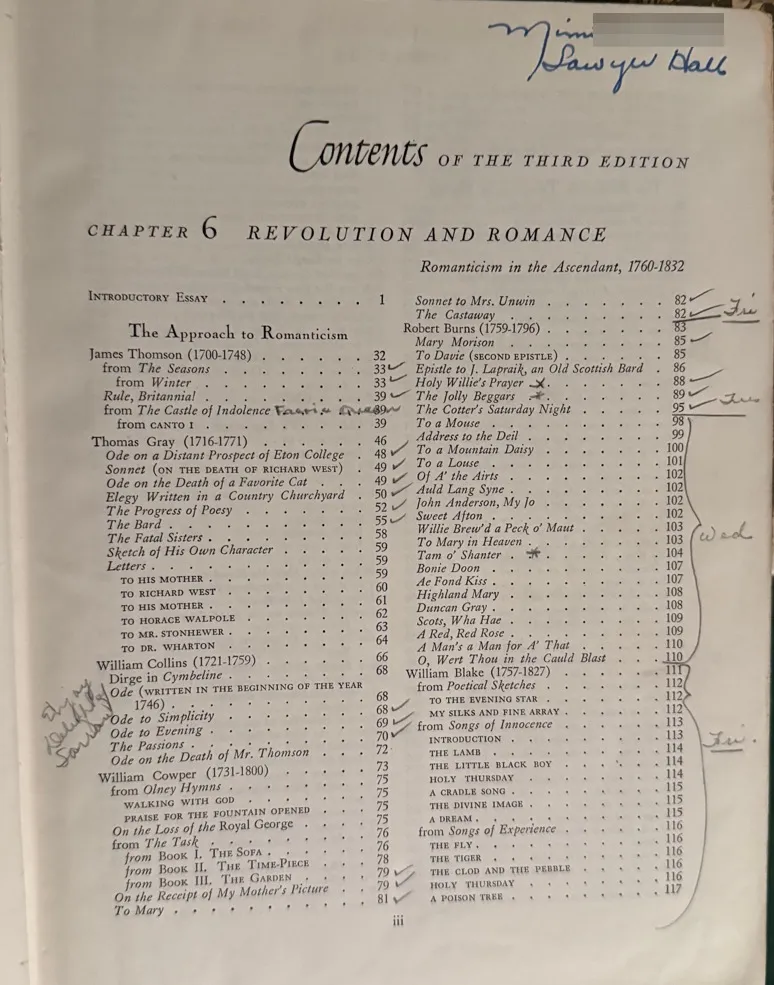 Mimi
Sawyer Hall
Contents OF THE THIRD EDITION
CHAPTER 6 REVOLUTION AND ROMANCE
Romanticism in the Ascendant, 1760-1832
INTRODUCTORY ESSAY . . . . . . . . 1
The Approach to Romanticism
James Thomson (1700-1748) . . . . . . 32
from The Seasons . . . . . . . . 33
from Winter . . . . . . . . 33
Rule, Britannia! . . . . . . . . 39
from The Castle of Indolence 39
from CANTO I . . . . . . . . 39
Thomas Gray (1716-1771) . . . . . . 46
Ode on a Distant Prospect of Eton College . 48
Sonnet (ON THE DEATH OF RICHARD WEST) . 49
Ode on the Death of a Favorite Cat . . 49
Elegy Written in a Country Churchyard . 50
The Progress of Poesy . . . . . . 52
The Bard . . . . . . . . . 55
The Fatal Sisters . . . . . . . . 58
Sketch of His Own Character . . . . . 59
Letters . . . . . . . . . . 59
TO HIS MOTHER . . . . . . . . 59
TO RICHARD WEST . . . . . . . 60
TO HIS MOTHER . . . . . . . . 61
TO HORACE WALPOLE . . . . . . 62
TO MR. STONHEWER . . . . . . . 63
TO DR. WHARTON . . . . . . . 64
William Collins (1721-1759) . . . . . . 66
Dirge in Cymbeline . . . . . . . 68
Ode (WRITTEN IN THE BEGINNING OF THE YEAR
1746) . . . . . . . . . . 68
Ode to Simplicity . . . . . . . 68
Ode to Evening . . . . . . . . 69
The Passions . . . . . . . . 70
Ode on the Death of Mr. Thomson . . . 72
William Cowper (1731-1800) . . . . . 73
from Olney Hymns . . . . . . . 75
WALKING WITH GOD . . . . . . . 75
PRAISE FOR THE FOUNTAIN OPENED . . . 75
On the Loss of the Royal George . . . . 75
from The Task . . . . . . . . 76
from BOOK I. THE SOFA . . . . . . 76
from BOOK II. THE TIME-PIECE . . . 78
from BOOK III. THE GARDEN . . . . 79
On the Receipt of My Mother's Picture . . 79
To Mary . . . . . . . . . . 81
Sonnet to Mrs. Unwin . . . . . . . 82
The Castaway . . . . . . . . . 82
Fri
Robert Burns (1759-1796) . . . . . . 83
Mary Morison . . . . . . . . . 85
To Davie (SECOND EPISTLE) . . . . . 85
Epistle to J. Lapraik, an Old Scottish Bard . 86
Holy Willie's Prayer . . . . . . . 88
The Jolly Beggars . . . . . . . 89
The Cotter's Saturday Night . . . . . 95
To a Mouse . . . . . . . . . 98
Address to the Deil . . . . . . . 99
To a Mountain Daisy . . . . . . . 100
To a Louse . . . . . . . . . 101
Of A' the Airts . . . . . . . . 102
Auld Lang Syne . . . . . . . . 102
John Anderson, My Jo . . . . . . . 102
Sweet Afton . . . . . . . . . 102
Willie Brew'd a Peck o' Maut . . . . . 103
To Mary in Heaven . . . . . . . 103
Wed
Tam o' Shanter . . . . . . . . 104
Bonie Doon . . . . . . . . . 107
Ae Fond Kiss . . . . . . . . . 107
Highland Mary . . . . . . . . 108
Duncan Gray . . . . . . . . . 108
Scots, Wha Hae . . . . . . . . 109
A Red, Red Rose . . . . . . . . 109
A Man's a Man for A' That . . . . . 110
O, Wert Thou in the Cauld Blast . . . . 110
William Blake (1757-1827) . . . . . . 111
from Poetical Sketches . . . . . . 112
TO THE EVENING STAR . . . . . . 112
MY SILKS AND FINE ARRAY . . . . . 112
from Songs of Innocence . . . . . . 113
INTRODUCTION . . . . . . . . 113
Fri.
THE LAMB . . . . . . . . . 114
THE LITTLE BLACK BOY . . . . . . 114
HOLY THURSDAY . . . . . . . . 114
A CRADLE SONG . . . . . . . . 115
THE DIVINE IMAGE . . . . . . . 115
A DREAM . . . . . . . . . 115
from Songs of Experience . . . . . . 116
THE FLY . . . . . . . . . . 116
THE TIGER . . . . . . . . . 116
THE CLOD AND THE PEBBLE . . . . . 116
HOLY THURSDAY . . . . . . . . 116
A POISON TREE . . . . . . . . 117
iii